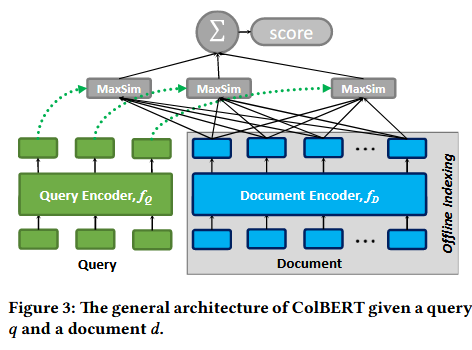 Σ
score
MaxSim MaxSim MaxSim
Query Encoder, f_Q
Document Encoder, f_D
Offline Indexing
Query
Document
Figure 3: The general architecture of ColBERT given a query
q and a document d.